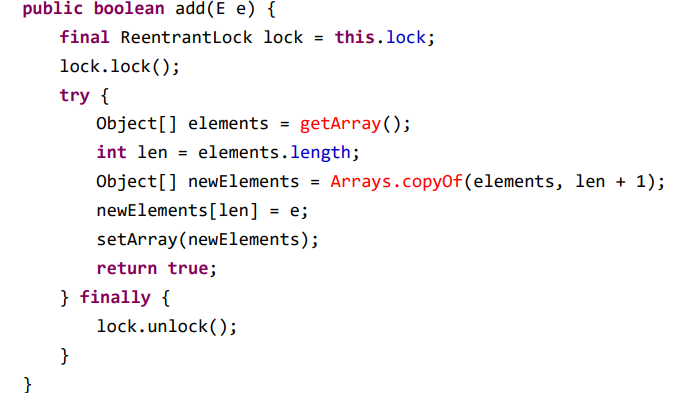 public boolean add(E e) {
    final ReentrantLock lock = this.lock;
    lock.lock();
    try {
        Object[] elements = getArray();
        int len = elements.length;
        Object[] newElements = Arrays.copyOf(elements, len + 1);
        newElements[len] = e;
        setArray(newElements);
        return true;
    } finally {
        lock.unlock();
    }
}